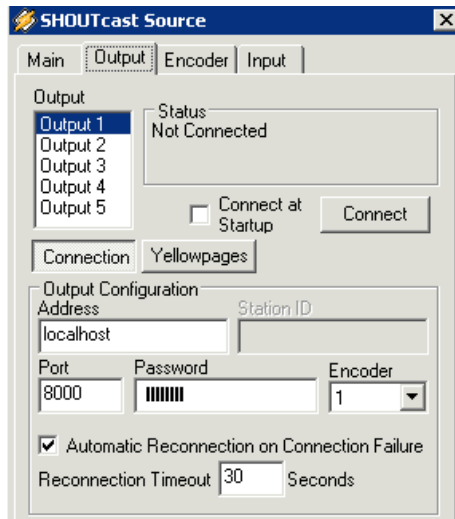 SHOUTcast Source
Main Output Encoder Input
Output
Output 1
Output 2
Output 3
Output 4
Output 5
Status
Not Connected
Connect at
Startup
Connect
Connection Yellowpages
Output Configuration
Address Station ID
localhost
Port Password Encoder
8000 1
Automatic Reconnection on Connection Failure
Reconnection Timeout 30 Seconds